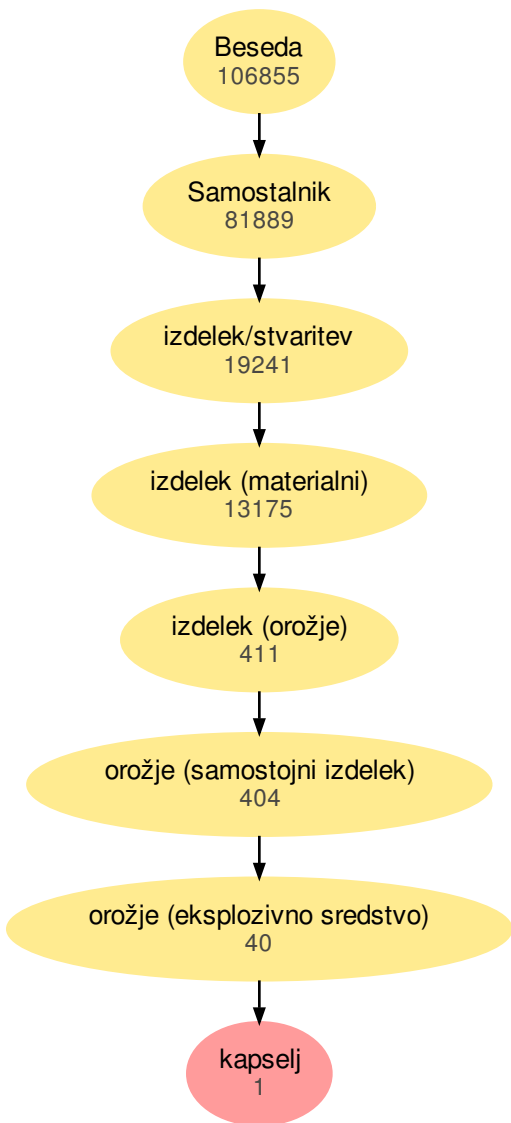 Beseda
106855
Samostalnik
81889
izdelek/stvaritev
19241
izdelek (materialni)
13175
izdelek (orožje)
411
orožje (samostojni izdelek)
404
orožje (eksplozivno sredstvo)
40
kapselj
1